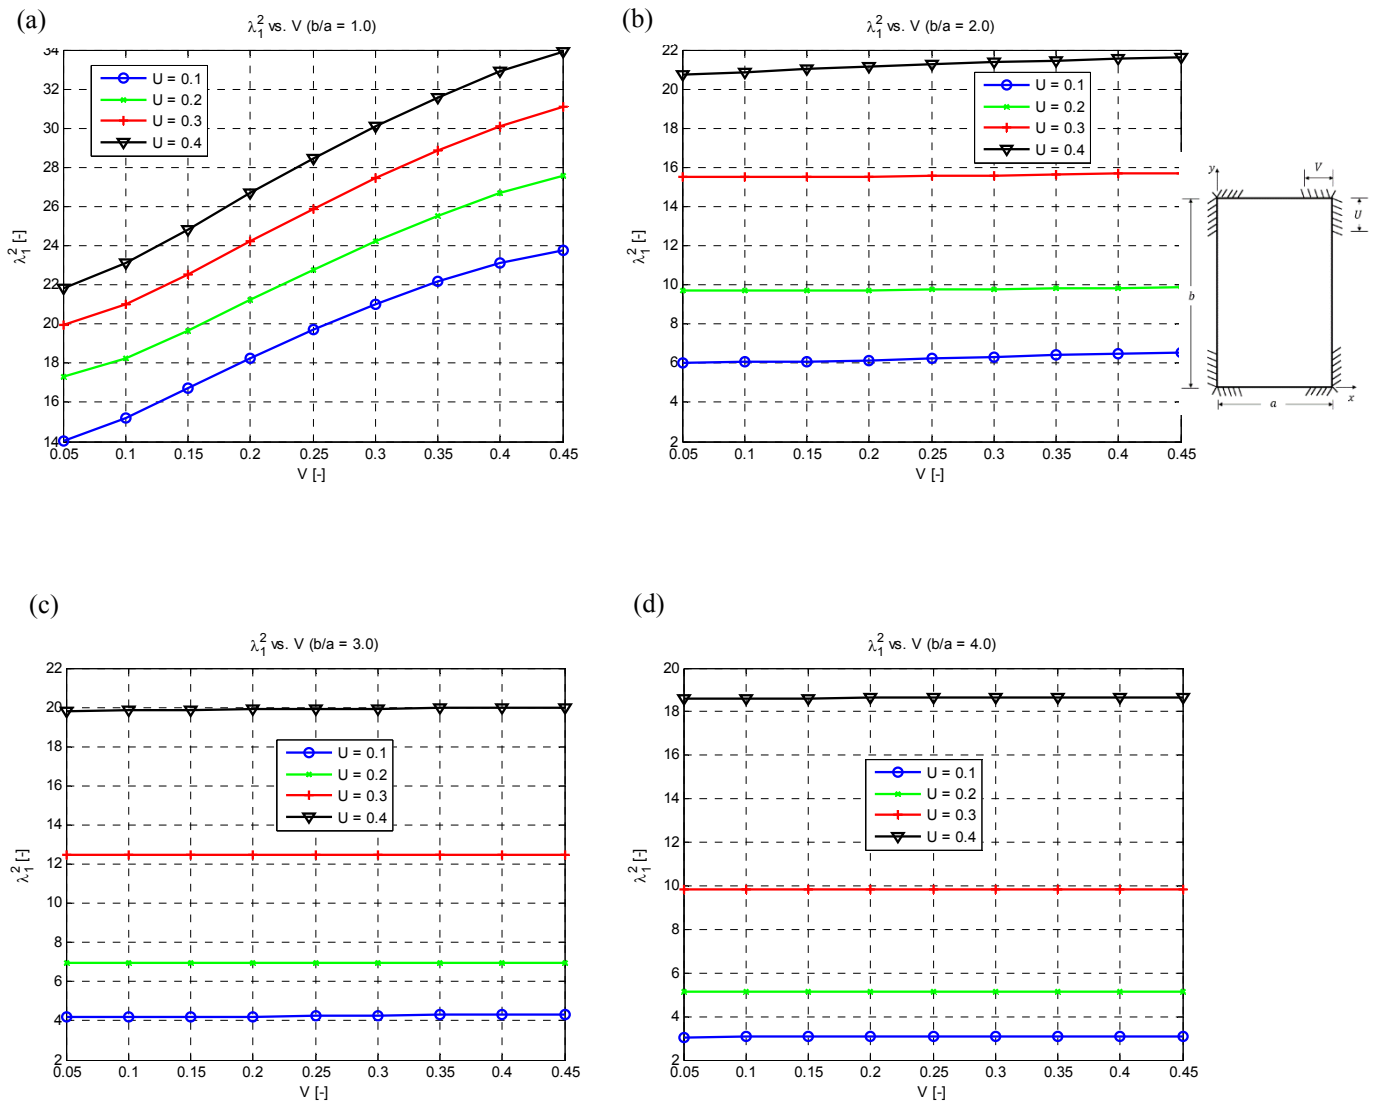 (a)
λ₁² vs. V (b/a = 1.0)
34
32
30
28
26
24
22
20
18
16
14
0.05 0.1 0.15 0.2 0.25 0.3 0.35 0.4 0.45
V [-]
λ₁² [-]
U = 0.1
U = 0.2
U = 0.3
U = 0.4
(b)
λ₁² vs. V (b/a = 2.0)
22
20
18
16
14
12
10
8
6
4
2
0.05 0.1 0.15 0.2 0.25 0.3 0.35 0.4 0.45
V [-]
λ₁² [-]
U = 0.1
U = 0.2
U = 0.3
U = 0.4
y
V
U
b
a
x
(c)
λ₁² vs. V (b/a = 3.0)
22
20
18
16
14
12
10
8
6
4
2
0.05 0.1 0.15 0.2 0.25 0.3 0.35 0.4 0.45
V [-]
λ₁² [-]
U = 0.1
U = 0.2
U = 0.3
U = 0.4
(d)
λ₁² vs. V (b/a = 4.0)
20
18
16
14
12
10
8
6
4
2
0.05 0.1 0.15 0.2 0.25 0.3 0.35 0.4 0.45
V [-]
λ₁² [-]
U = 0.1
U = 0.2
U = 0.3
U = 0.4